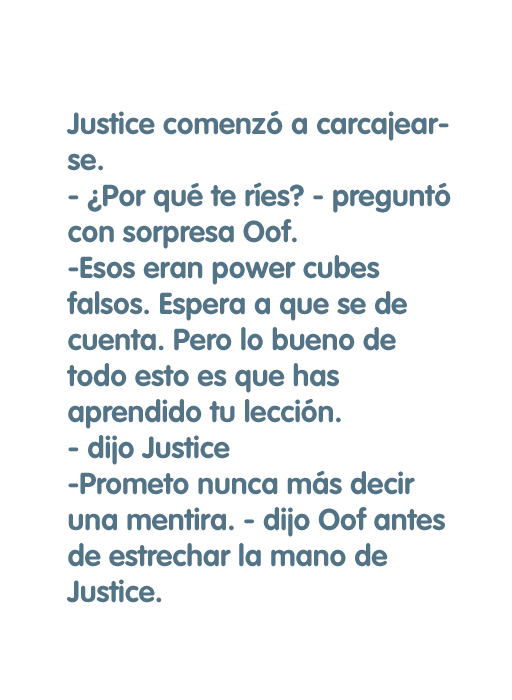 Justice comenzó a carcajear-
se.
- ¿Por qué te ríes? - preguntó
con sorpresa Oof.
-Esos eran power cubes
falsos. Espera a que se de
cuenta. Pero lo bueno de
todo esto es que has
aprendido tu lección.
- dijo Justice
-Prometo nunca más decir
una mentira. - dijo Oof antes
de estrechar la mano de
Justice.